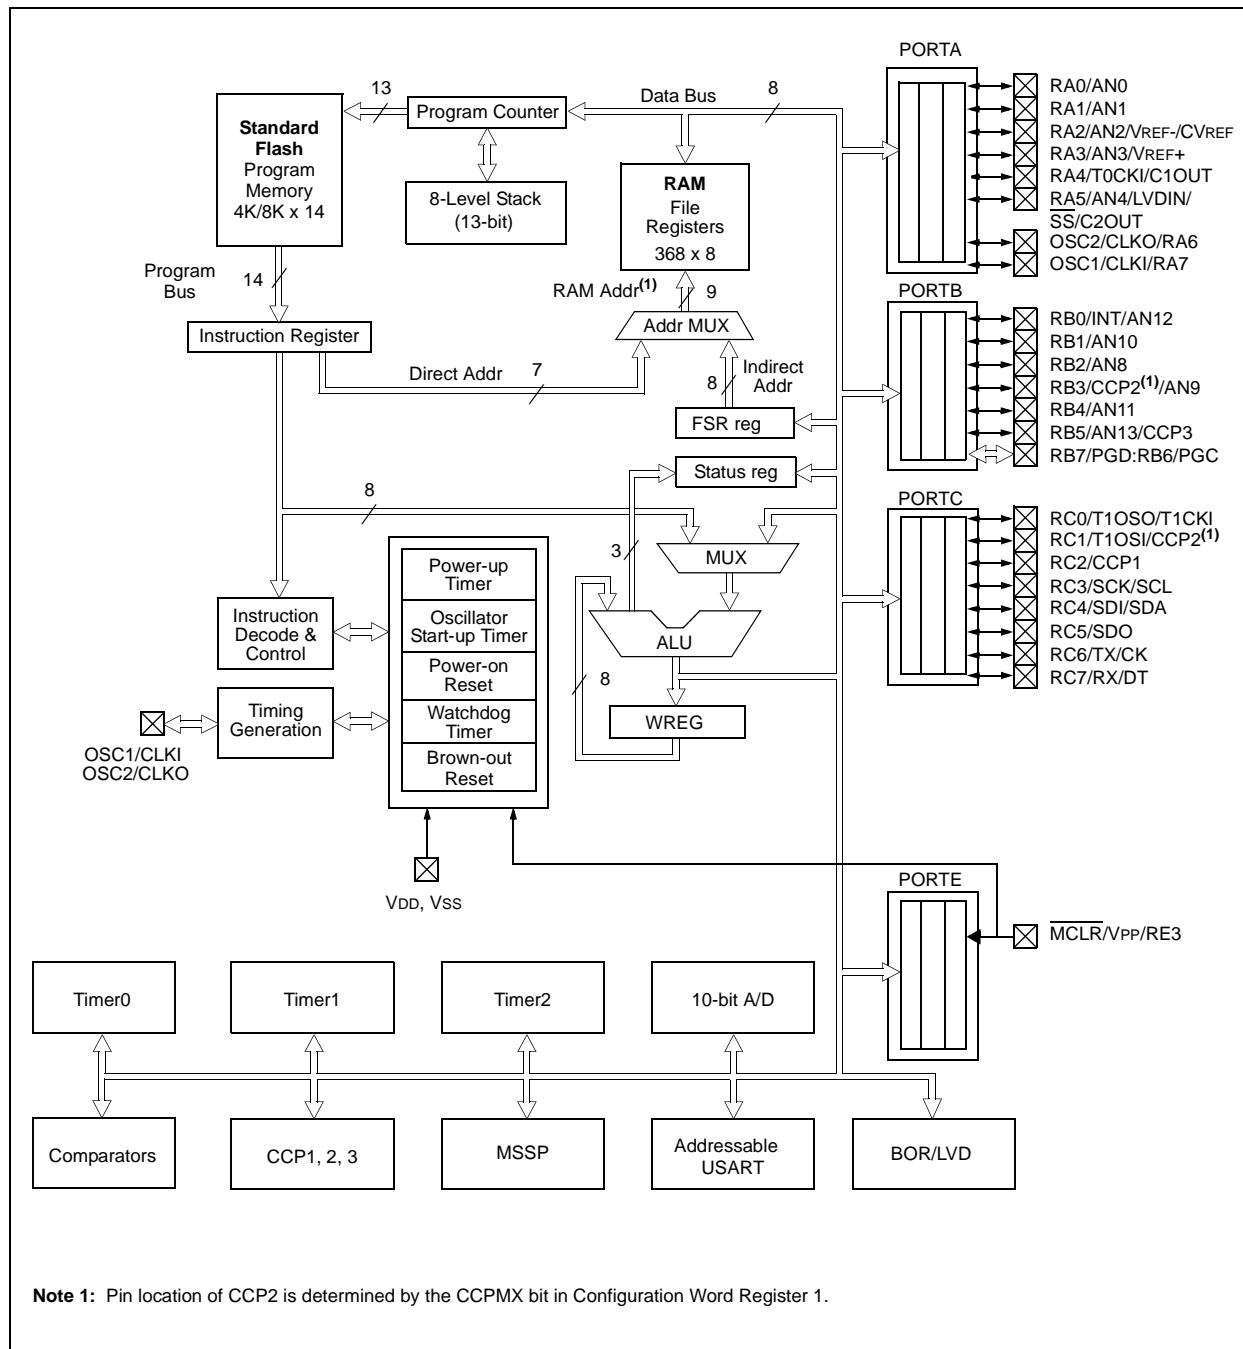 PORTA
13
Data Bus
8
Program Counter
Standard
Flash
Program
Memory
4K/8K x 14
8-Level Stack
(13-bit)
RAM
File
Registers
368 x 8
RA0/AN0
RA1/AN1
RA2/AN2/VREF-/CVREF
RA3/AN3/VREF+
RA4/T0CKI/C1OUT
RA5/AN4/LVDIN/
SS/C2OUT
OSC2/CLKO/RA6
OSC1/CLKI/RA7
Program
Bus
14
RAM Addr(1)
9
PORTB
Instruction Register
Addr MUX
Direct Addr
7
8
Indirect
Addr
FSR reg
RB0/INT/AN12
RB1/AN10
RB2/AN8
RB3/CCP2(1)/AN9
RB4/AN11
RB5/AN13/CCP3
RB7/PGD:RB6/PGC
Status reg
8
PORTC
3
MUX
RC0/T1OSO/T1CKI
RC1/T1OSI/CCP2(1)
RC2/CCP1
RC3/SCK/SCL
RC4/SDI/SDA
RC5/SDO
RC6/TX/CK
RC7/RX/DT
Power-up
Timer
Instruction
Decode &
Control
Oscillator
Start-up Timer
ALU
Power-on
Reset
8
Timing
Generation
Watchdog
Timer
WREG
OSC1/CLKI
OSC2/CLKO
Brown-out
Reset
VDD, VSS
PORTE
MCLR/VPP/RE3
Timer0
Timer1
Timer2
10-bit A/D
Comparators
CCP1, 2, 3
MSSP
Addressable
USART
BOR/LVD
Note 1: Pin location of CCP2 is determined by the CCPMX bit in Configuration Word Register 1.